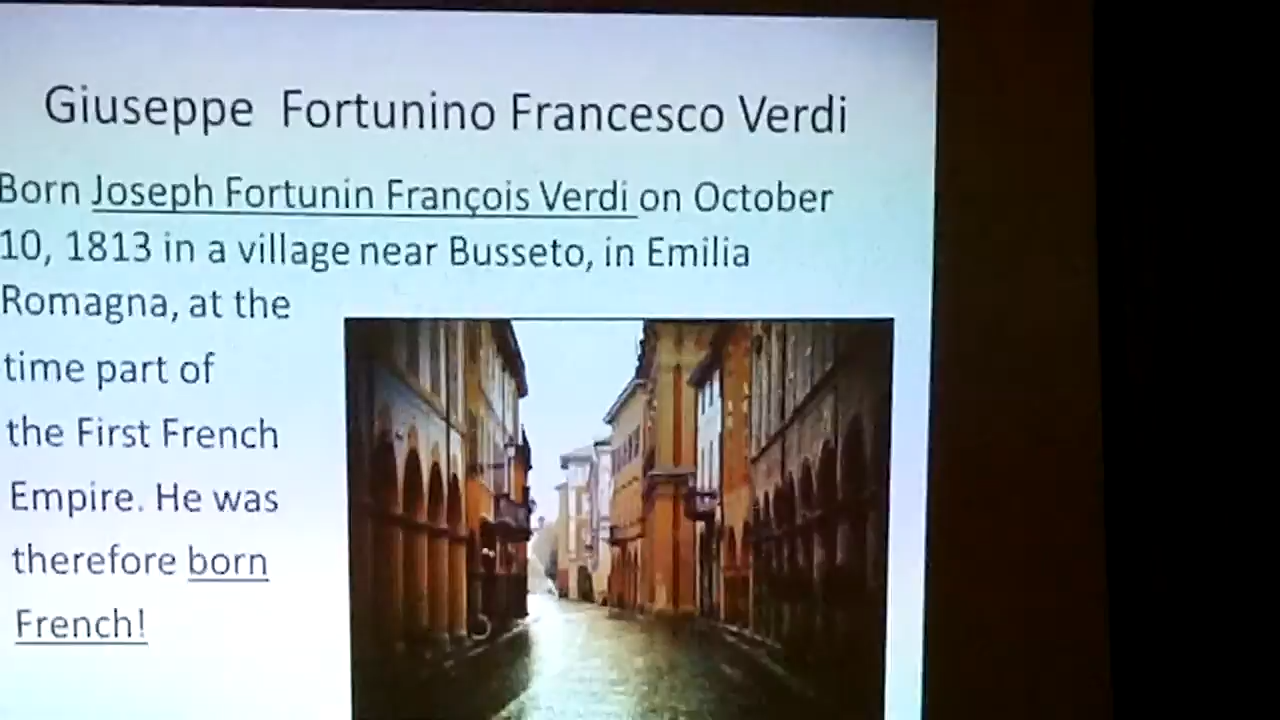 Giuseppe Fortunino Francesco Verdi
Born Joseph Fortunin François Verdi on October
10, 1813 in a village near Busseto, in Emilia
Romagna, at the
time part of
the First French
Empire. He was
therefore born
French!